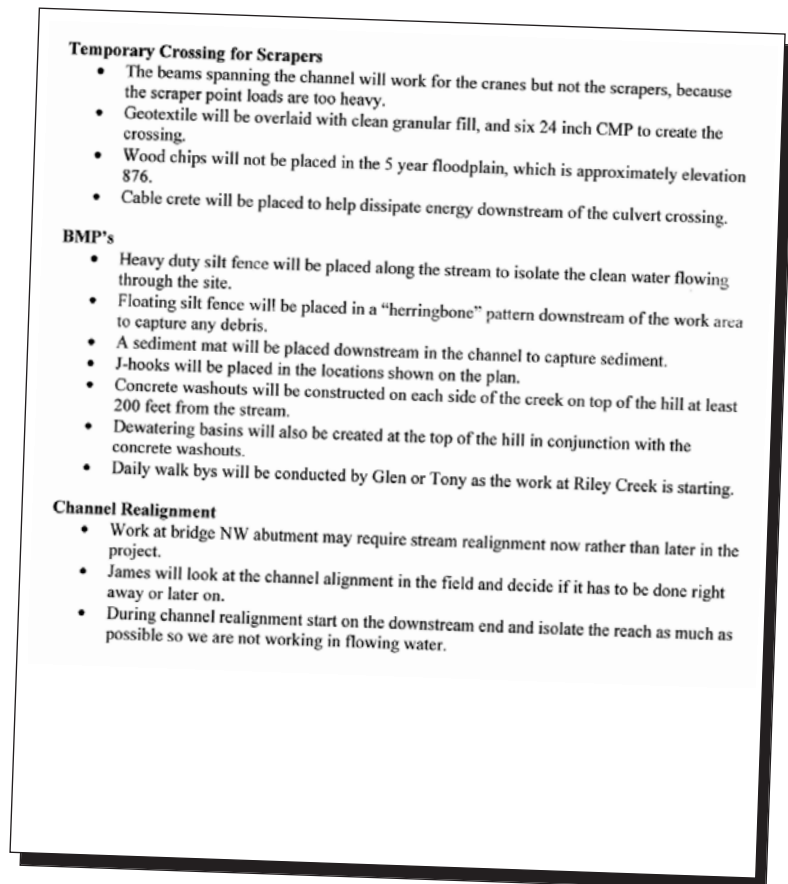 Temporary Crossing for Scrapers
• The beams spanning the channel will work for the cranes but not the scrapers, because
the scraper point loads are too heavy.
• Geotextile will be overlaid with clean granular fill, and six 24 inch CMP to create the
crossing.
• Wood chips will not be placed in the 5 year floodplain, which is approximately elevation
876.
• Cable crete will be placed to help dissipate energy downstream of the culvert crossing.
BMP's
• Heavy duty silt fence will be placed along the stream to isolate the clean water flowing
through the site.
• Floating silt fence will be placed in a "herringbone" pattern downstream of the work area
to capture any debris.
• A sediment mat will be placed downstream in the channel to capture sediment.
• J-hooks will be placed in the locations shown on the plan.
• Concrete washouts will be constructed on each side of the creek on top of the hill at least
200 feet from the stream.
• Dewatering basins will also be created at the top of the hill in conjunction with the
concrete washouts.
• Daily walk bys will be conducted by Glen or Tony as the work at Riley Creek is starting.
Channel Realignment
• Work at bridge NW abutment may require stream realignment now rather than later in the
project.
• James will look at the channel alignment in the field and decide if it has to be done right
away or later on.
• During channel realignment start on the downstream end and isolate the reach as much as
possible so we are not working in flowing water.